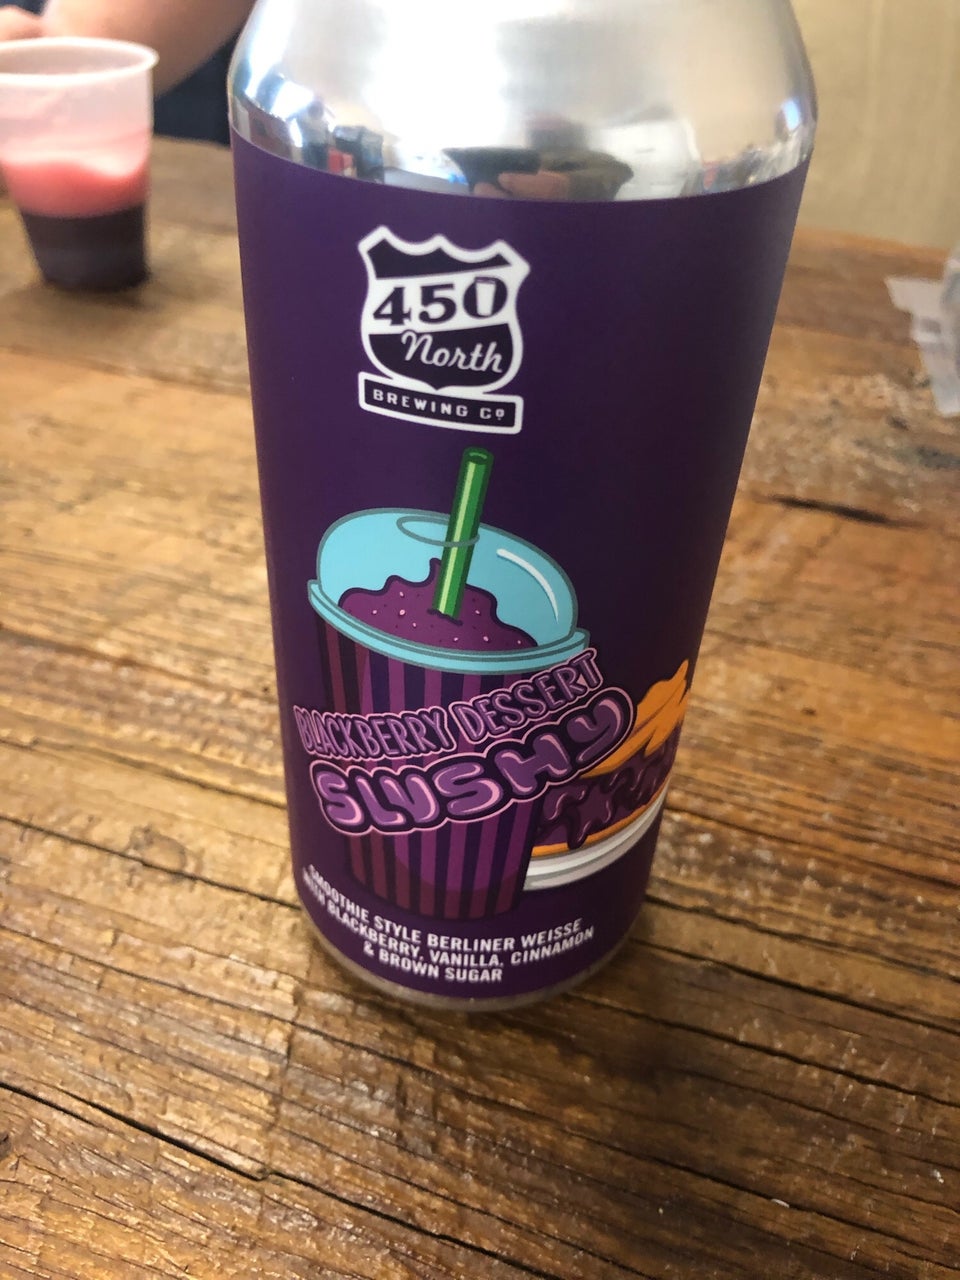 450
North
BREWING CO
BLACKBERRY DESSERT
SLUSHY
SMOOTHIE STYLE BERLINER WEISSE
WITH BLACKBERRY, VANILLA, CINNAMON
& BROWN SUGAR